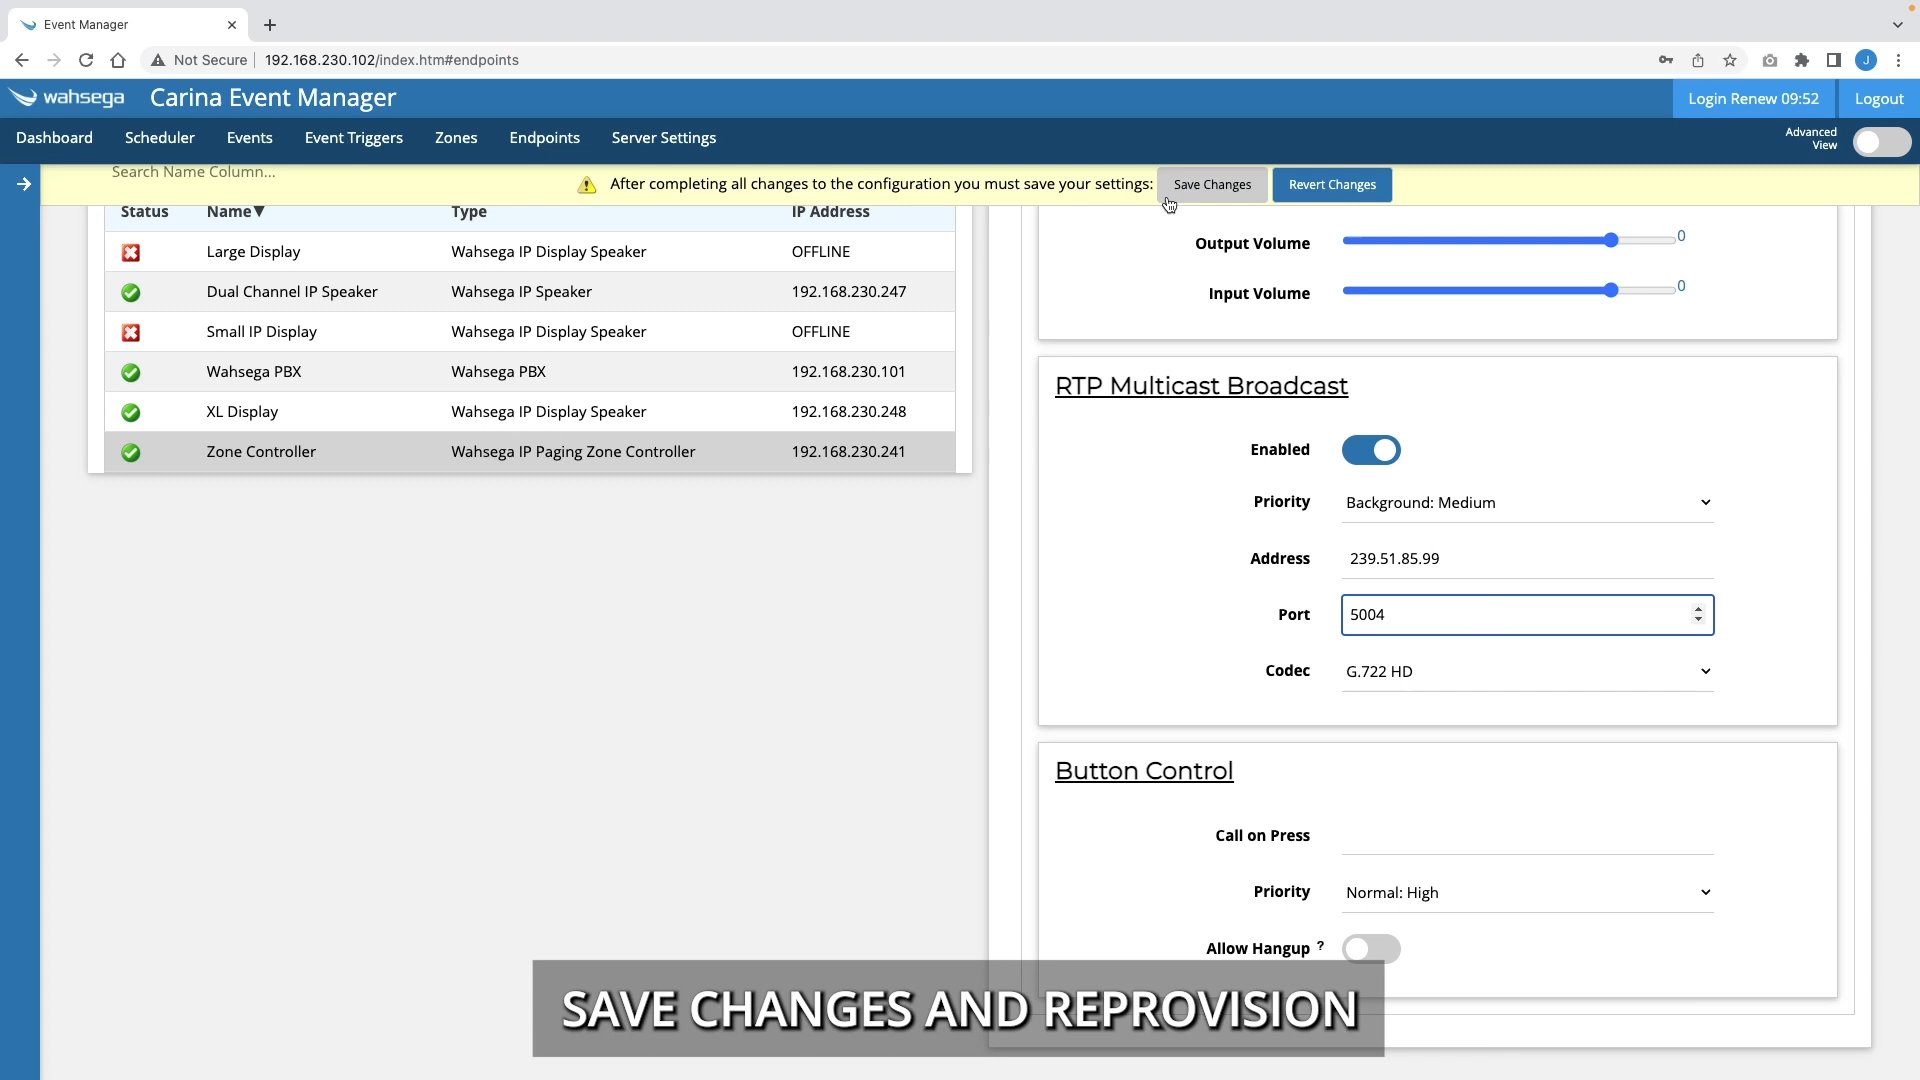 Event Manager
Not Secure 192.168.230.102/index.htm#endpoints
J
wahsega Carina Event Manager Login Renew 09:52 Logout
Dashboard Scheduler Events Event Triggers Zones Endpoints Server Settings Advanced View
Search Name Column...
After completing all changes to the configuration you must save your settings: Save Changes Revert Changes
Status Name▼ Type IP Address
Large Display Wahsega IP Display Speaker OFFLINE
Dual Channel IP Speaker Wahsega IP Speaker 192.168.230.247
Small IP Display Wahsega IP Display Speaker OFFLINE
Wahsega PBX Wahsega PBX 192.168.230.101
XL Display Wahsega IP Display Speaker 192.168.230.248
Zone Controller Wahsega IP Paging Zone Controller 192.168.230.241
Output Volume 0
Input Volume 0
RTP Multicast Broadcast
Enabled
Priority Background: Medium
Address 239.51.85.99
Port 5004
Codec G.722 HD
Button Control
Call on Press
Priority Normal: High
Allow Hangup ?
SAVE CHANGES AND REPROVISION